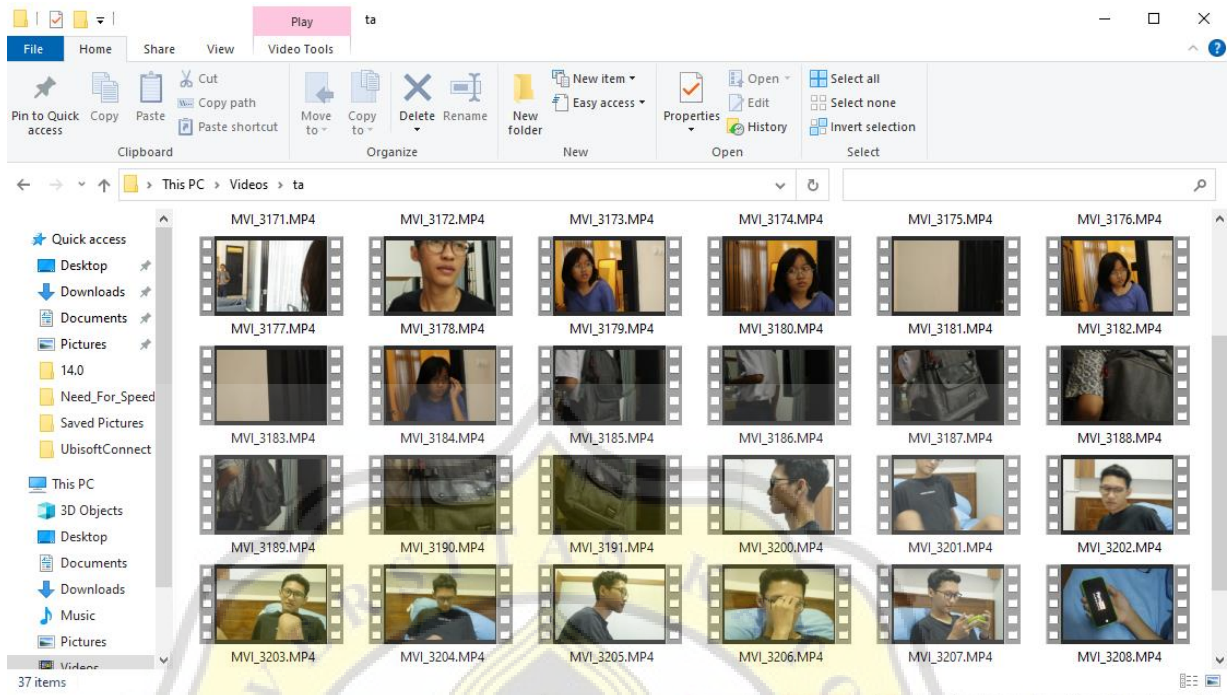 Play
ta
File
Home
Share
View
Video Tools
Pin to Quick access
Copy
Paste
Cut
Copy path
Paste shortcut
Clipboard
Move to
Copy to
Delete
Rename
Organize
New folder
New item
Easy access
New
Properties
Open
Edit
History
Open
Select all
Select none
Invert selection
Select
This PC > Videos > ta
Quick access
Desktop
Downloads
Documents
Pictures
14.0
Need_For_Speed
Saved Pictures
UbisoftConnect
This PC
3D Objects
Desktop
Documents
Downloads
Music
Pictures
Videos
MVI_3171.MP4 MVI_3172.MP4 MVI_3173.MP4 MVI_3174.MP4 MVI_3175.MP4 MVI_3176.MP4
MVI_3177.MP4 MVI_3178.MP4 MVI_3179.MP4 MVI_3180.MP4 MVI_3181.MP4 MVI_3182.MP4
MVI_3183.MP4 MVI_3184.MP4 MVI_3185.MP4 MVI_3186.MP4 MVI_3187.MP4 MVI_3188.MP4
MVI_3189.MP4 MVI_3190.MP4 MVI_3191.MP4 MVI_3200.MP4 MVI_3201.MP4 MVI_3202.MP4
MVI_3203.MP4 MVI_3204.MP4 MVI_3205.MP4 MVI_3206.MP4 MVI_3207.MP4 MVI_3208.MP4
37 items